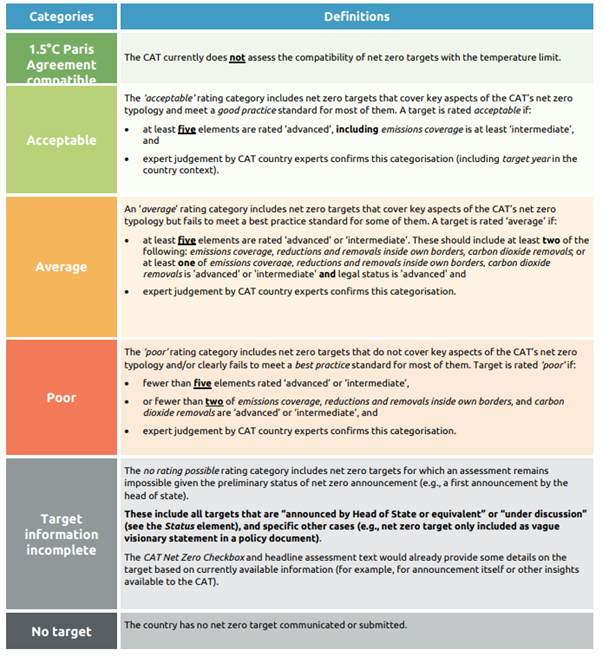 Categories
Definitions
1.5°C Paris
Agreement
compatible
The CAT currently does not assess the compatibility of net zero targets with the temperature limit.
Acceptable
The 'acceptable' rating category includes net zero targets that cover key aspects of the CAT's net zero
typology and meet a good practice standard for most of them. A target is rated acceptable if:
• at least five elements are rated 'advanced', including emissions coverage is at least 'intermediate',
and
• expert judgement by CAT country experts confirms this categorisation (including target year in the
country context).
Average
An 'average' rating category includes net zero targets that cover key aspects of the CAT's net zero
typology but fails to meet a best practice standard for some of them. A target is rated 'average' if:
• at least five elements are rated 'advanced' or 'intermediate'. These should include at least two of the
following: emissions coverage, reductions and removals inside own borders, carbon dioxide removals; or
at least one of emissions coverage, reductions and removals inside own borders, carbon dioxide
removals is 'advanced' or 'intermediate' and legal status is 'advanced' and
• expert judgement by CAT country experts confirms this categorisation.
Poor
The 'poor' rating category includes net zero targets that do not cover key aspects of the CAT's net zero
typology and/or clearly fails to meet a best practice standard for most of them. Target is rated 'poor' if:
• fewer than five elements rated 'advanced' or 'intermediate',
• or fewer than two of emissions coverage, reductions and removals inside own borders, and carbon
dioxide removals are 'advanced' or 'intermediate', and
• expert judgement by CAT country experts confirms this categorisation.
Target
information
incomplete
The no rating possible rating category includes net zero targets for which an assessment remains
impossible given the preliminary status of net zero announcement (e.g., a first announcement by the
head of state).
These include all targets that are "announced by Head of State or equivalent" or "under discussion"
(see the Status element), and specific other cases (e.g., net zero target only included as vague
visionary statement in a policy document).
The CAT Net Zero Checkbox and headline assessment text would already provide some details on the
target based on currently available information (for example, for announcement itself or other insights
available to the CAT).
No target
The country has no net zero target communicated or submitted.